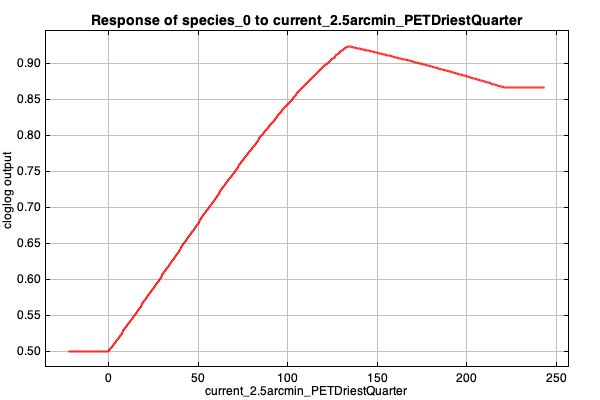 Response of species_0 to current_2.5arcmin_PETDriestQuarter
cloglog output
0.90
0.85
0.80
0.75
0.70
0.65
0.60
0.55
0.50
0 50 100 150 200 250
current_2.5arcmin_PETDriestQuarter